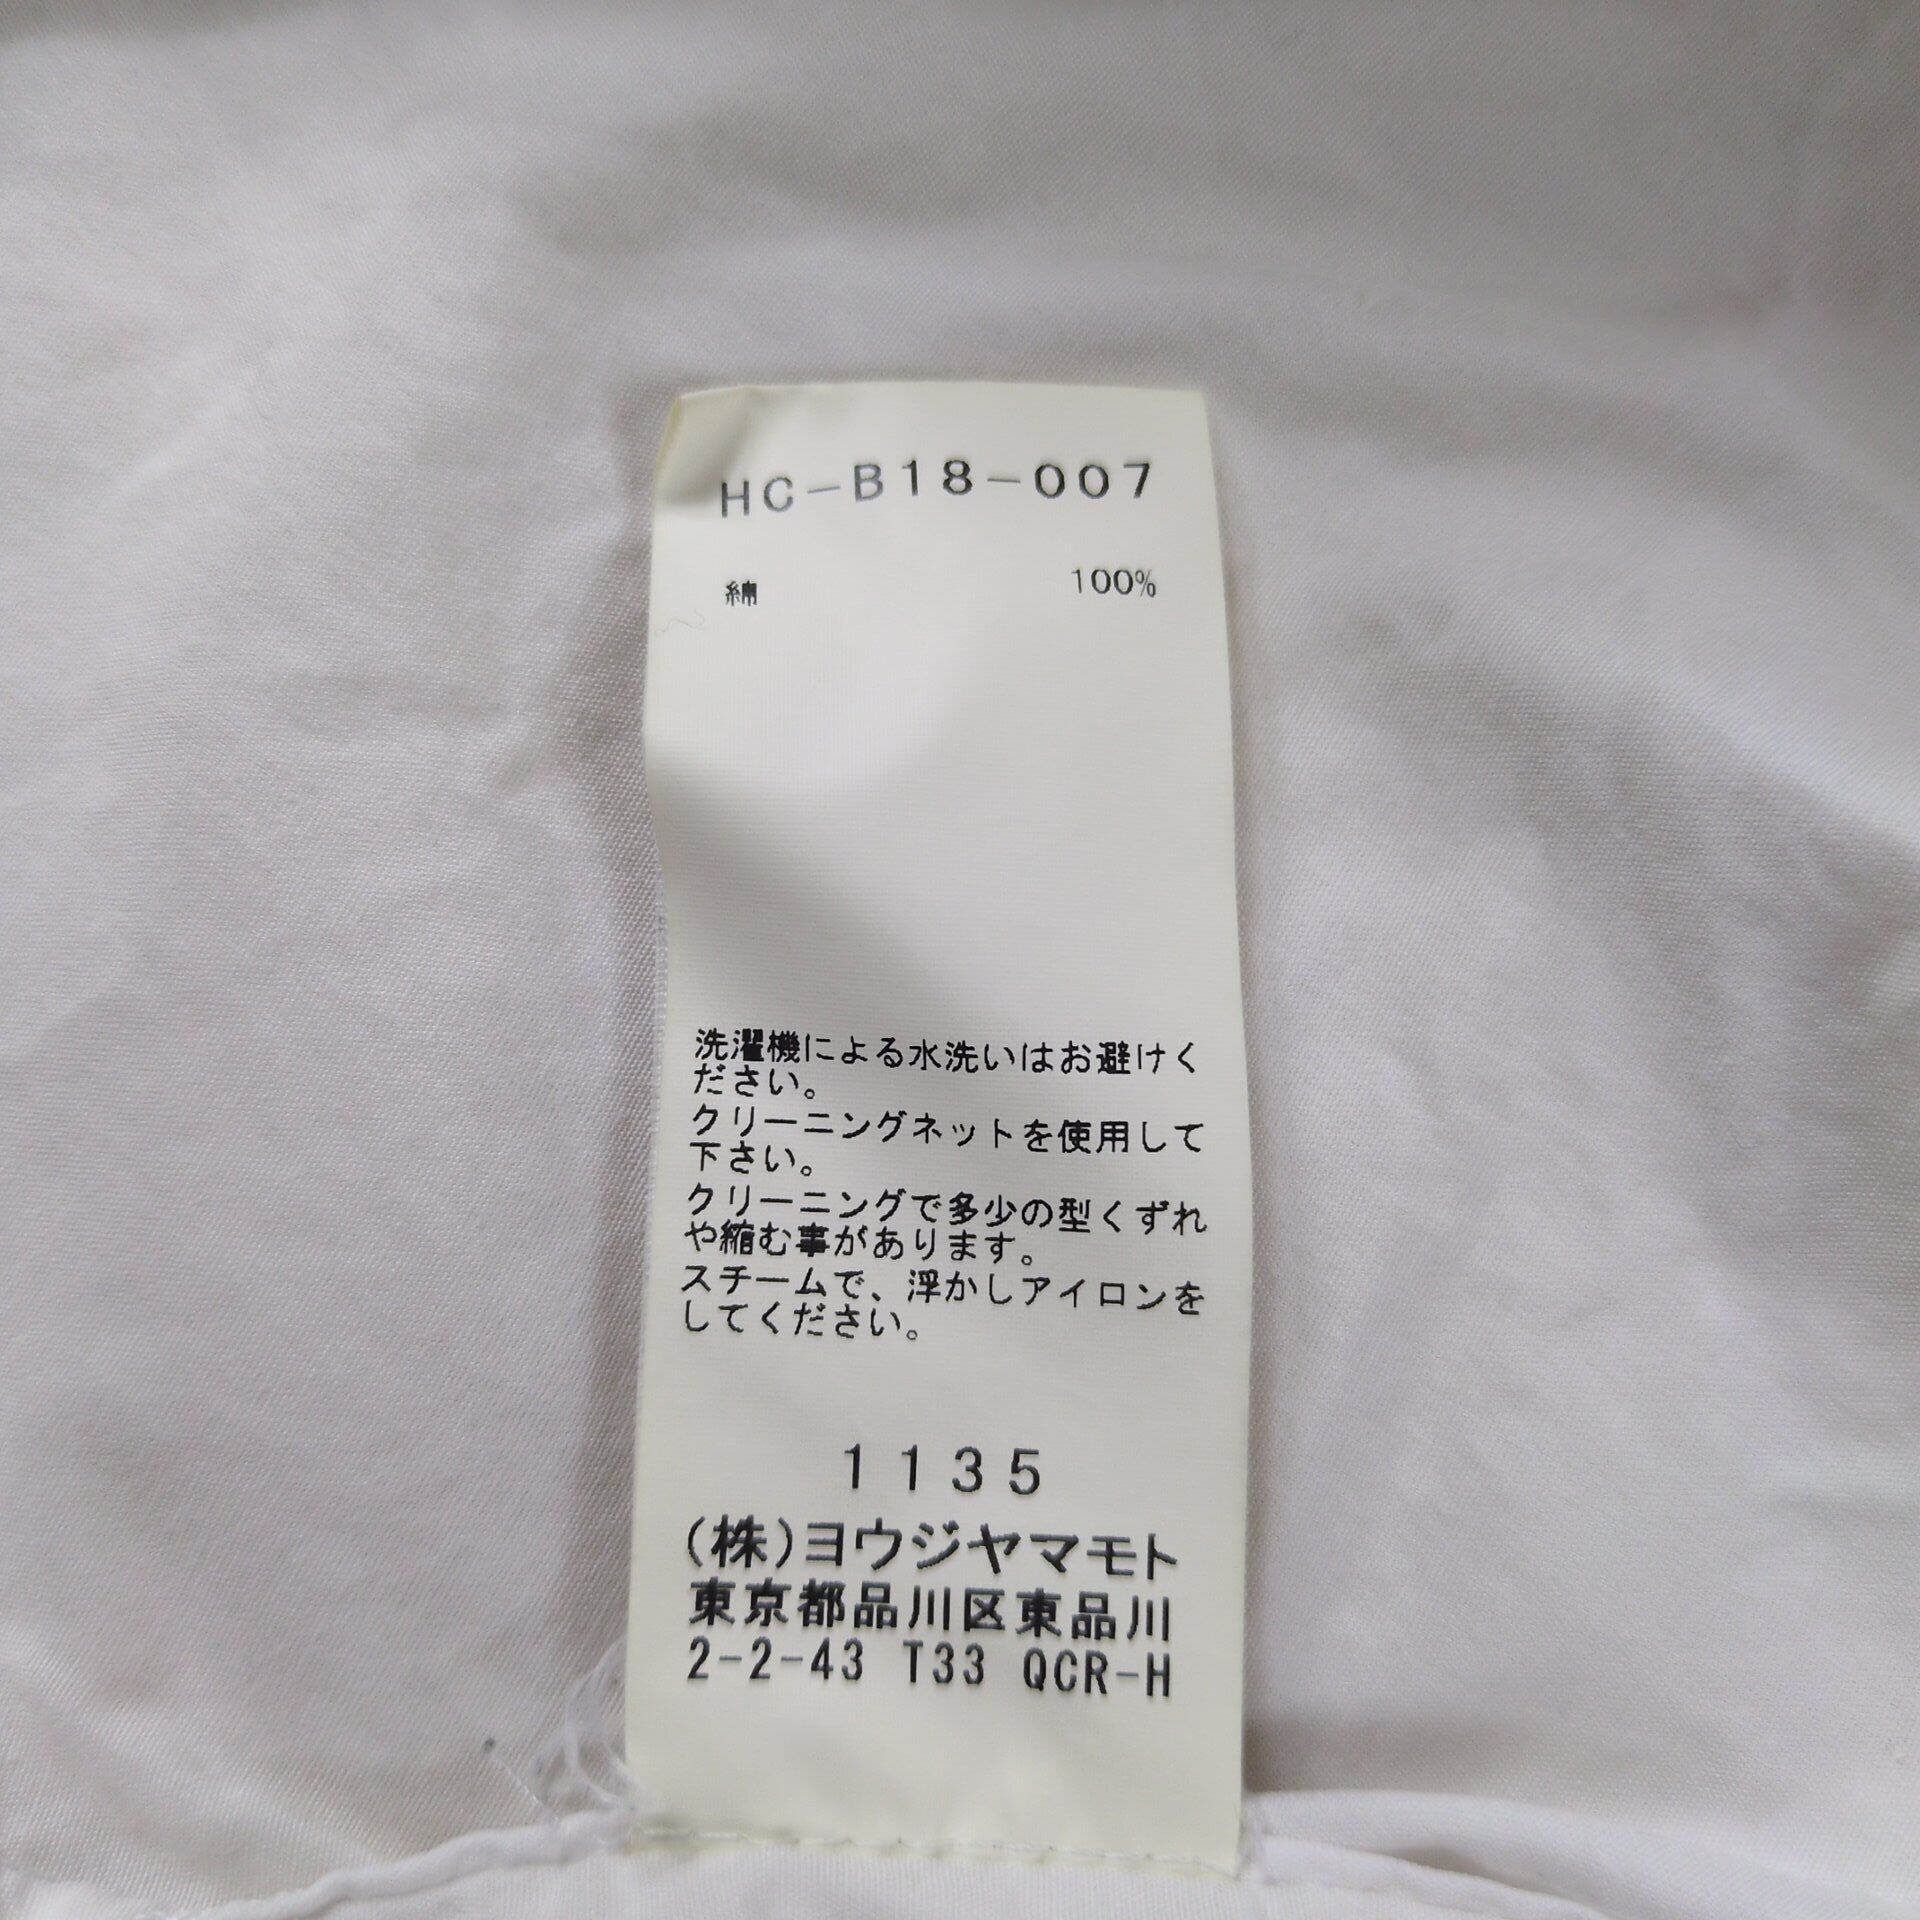 HC-B18-007
綿 100%
洗濯機による水洗いはお避けく
ださい。
クリーニングネットを使用して
下さい。
クリーニングで多少の型くずれ
や縮む事があります。
スチームで、浮かしアイロンを
してください。
1135
(株)ヨウジヤマモト
東京都品川区東品川
2-2-43 T33 QCR-H